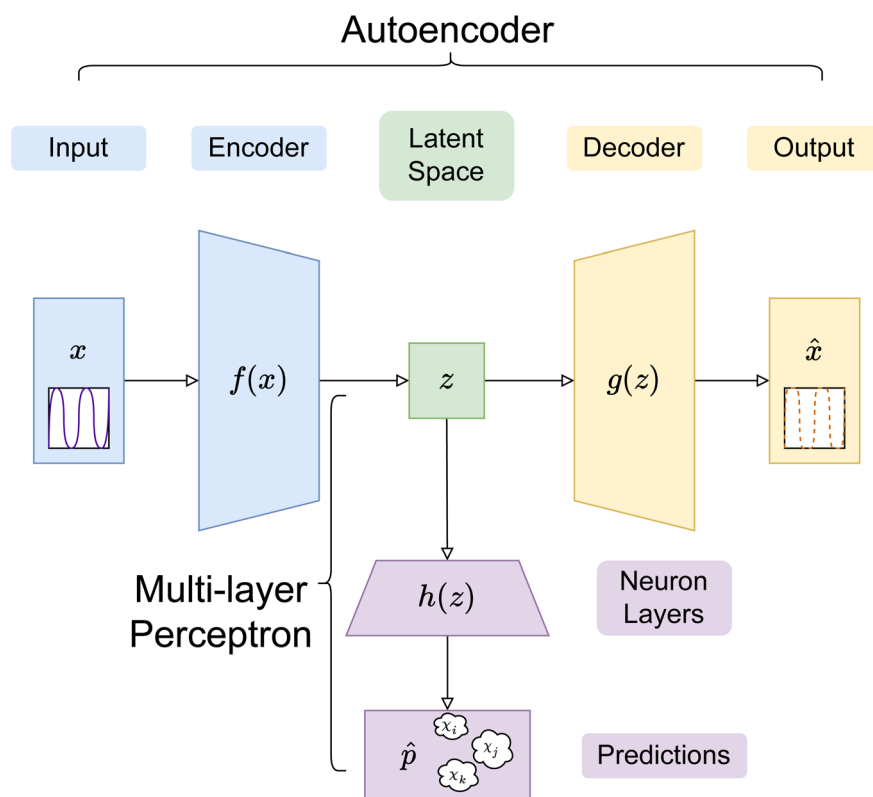 Autoencoder
Input
Encoder
Latent
Space
Decoder
Output
x
f(x)
z
g(z)
x̂
Multi-layer
Perceptron
h(z)
Neuron
Layers
p̂
χᵢ
χⱼ
χₖ
Predictions